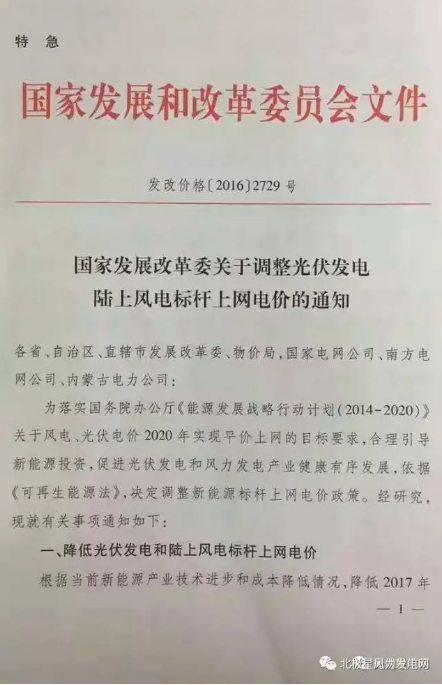 特 急
国家发展和改革委员会文件
发改价格〔2016〕2729 号
国家发展改革委关于调整光伏发电
陆上风电标杆上网电价的通知
各省、自治区、直辖市发展改革委、物价局,国家电网公司、南方电
网公司、内蒙古电力公司:
为落实国务院办公厅《能源发展战略行动计划(2014-2020)》
关于风电、光伏电价 2020 年实现平价上网的目标要求,合理引导
新能源投资,促进光伏发电和风力发电产业健康有序发展,依据
《可再生能源法》,决定调整新能源标杆上网电价政策。经研究,
现就有关事项通知如下:
一、降低光伏发电和陆上风电标杆上网电价
根据当前新能源产业技术进步和成本降低情况,降低 2017 年
— 1 —
北极星风力发电网